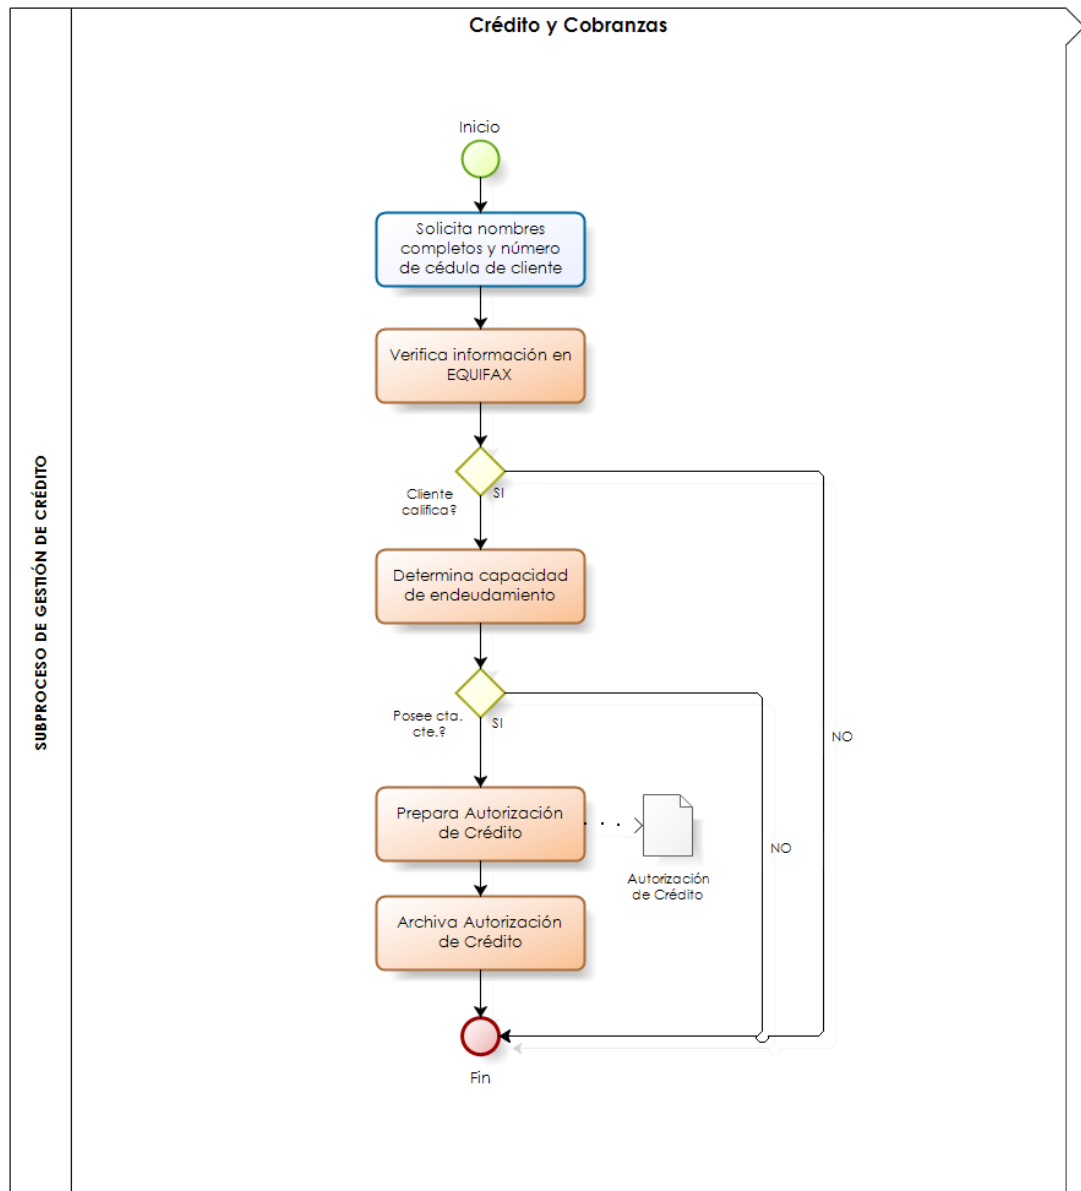 Crédito y Cobranzas
SUBPROCESO DE GESTIÓN DE CRÉDITO
Inicio
Solicita nombres
completos y número
de cédula de cliente
Verifica información en
EQUIFAX
Cliente
califica?
SI
Determina capacidad
de endeudamiento
Posee cta.
cte.?
SI
NO
Prepara Autorización
de Crédito
NO
Autorización
de Crédito
Archiva Autorización
de Crédito
Fin